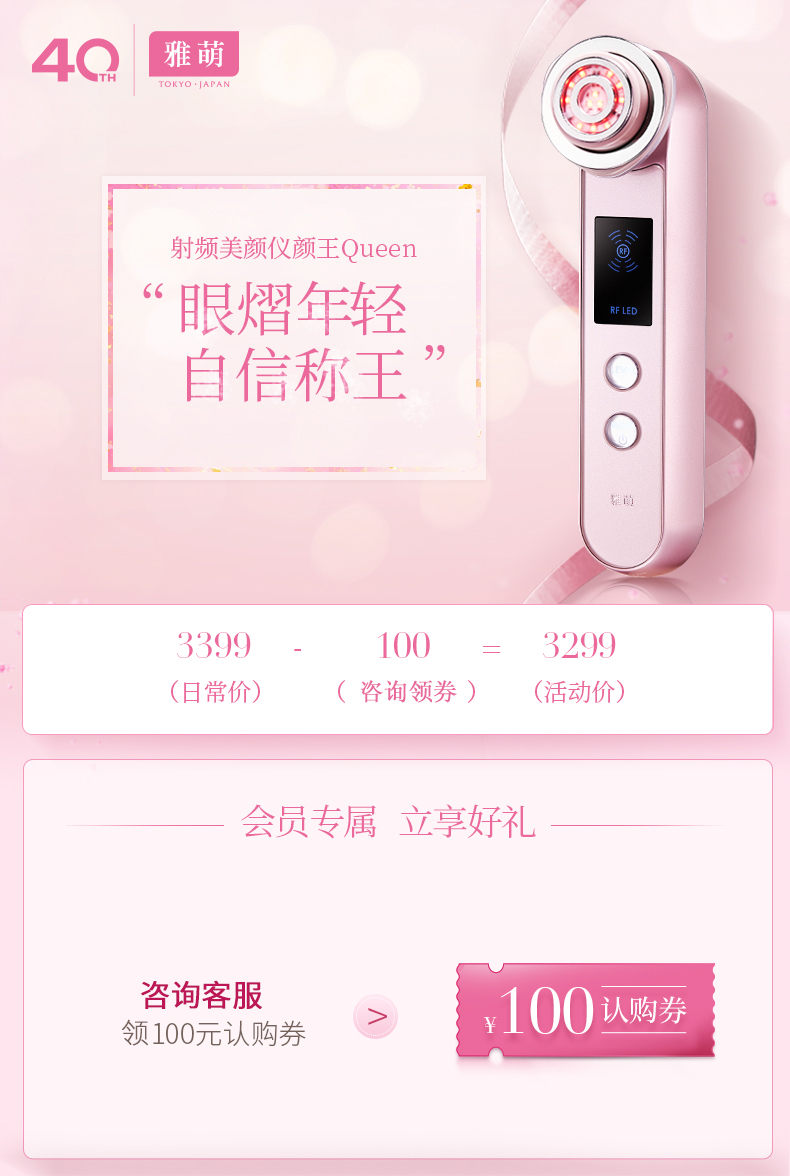 40TH
雅萌
TOKYO·JAPAN
射频美颜仪颜王Queen
“眼熠年轻
自信称王”
RF
RF LED
雅萌
3399 - 100 = 3299
（日常价） （ 咨询领券 ） （活动价）
会员专属 立享好礼
咨询客服
领100元认购券
>
¥100认购券